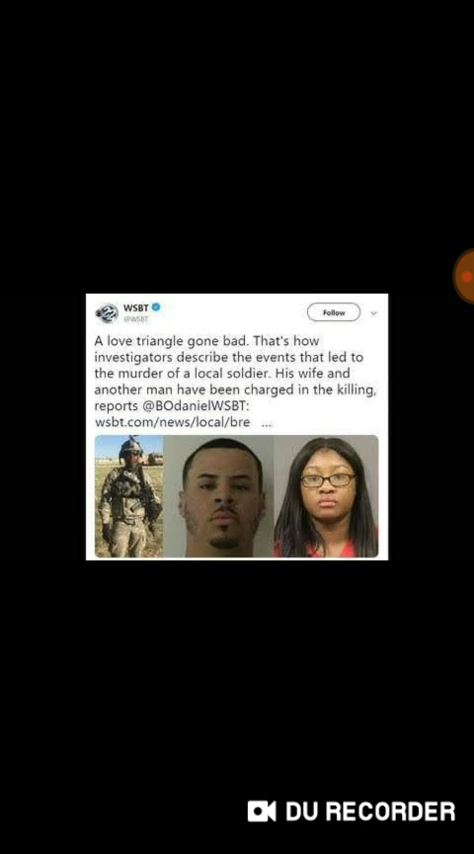 WSBT
@WSBT
Follow
A love triangle gone bad. That's how
investigators describe the events that led to
the murder of a local soldier. His wife and
another man have been charged in the killing,
reports @BOdanielWSBT:
wsbt.com/news/local/bre ...
DU RECORDER